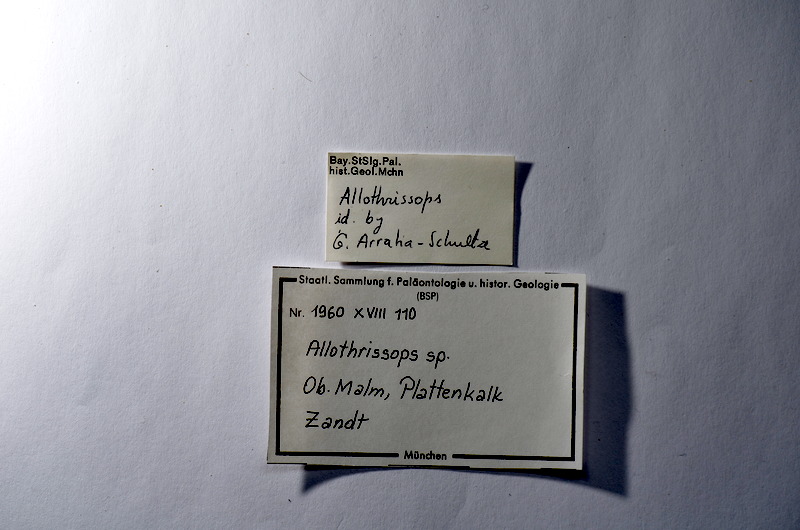 Bay.StSlg.Pal.
hist.Geol.Mchn
Allothrissops
id. by
G. Arratia-Schultze
Staatl. Sammlung f. Paläontologie u. histor. Geologie
(BSP)
Nr. 1960 XVIII 110
Allothrissops sp.
Ob. Malm, Plattenkalk
Zandt
München